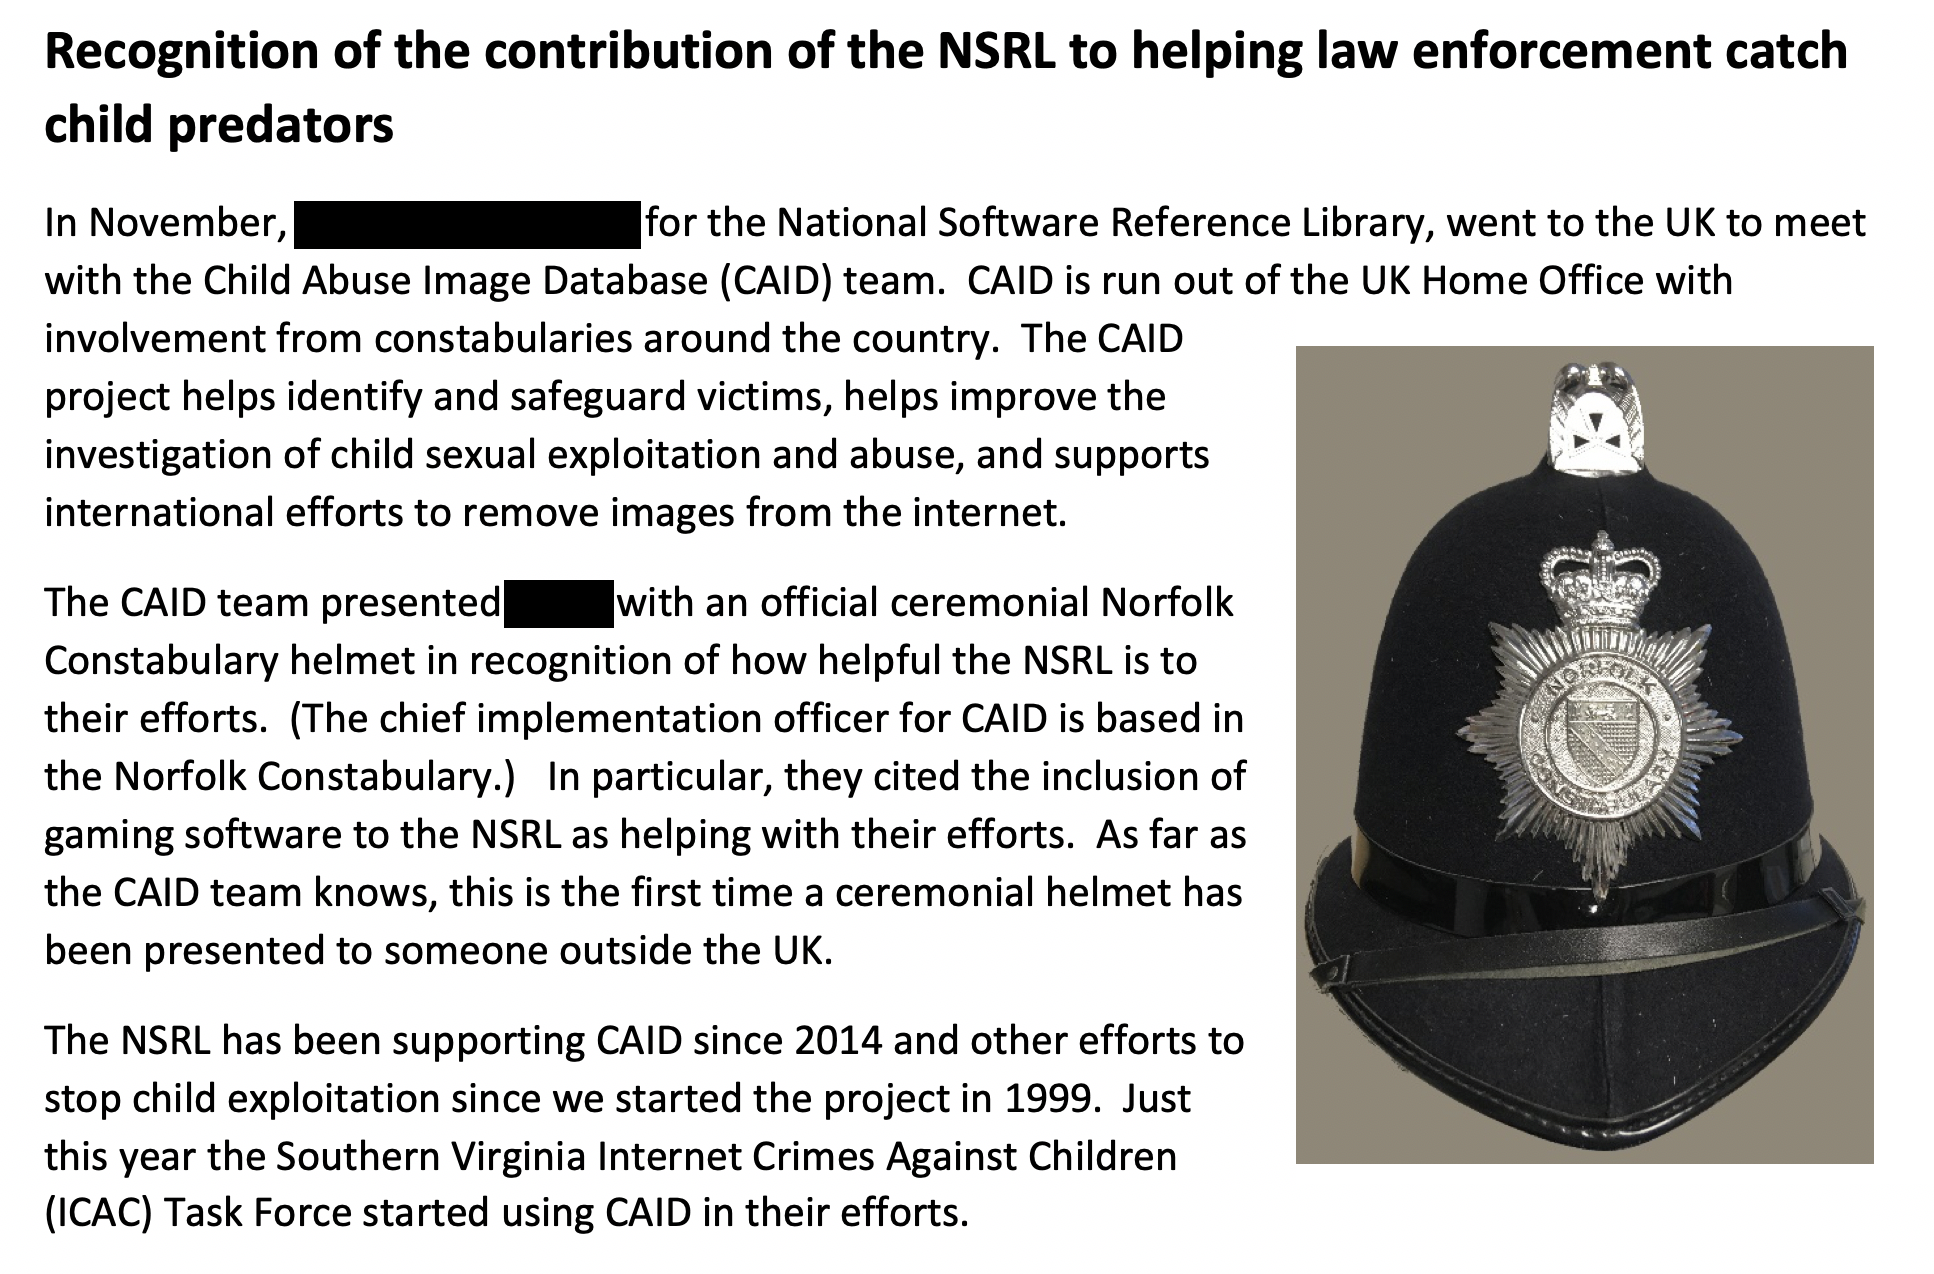 Recognition of the contribution of the NSRL to helping law enforcement catch
child predators
In November, for the National Software Reference Library, went to the UK to meet
with the Child Abuse Image Database (CAID) team. CAID is run out of the UK Home Office with
involvement from constabularies around the country. The CAID
project helps identify and safeguard victims, helps improve the
investigation of child sexual exploitation and abuse, and supports
international efforts to remove images from the internet.
The CAID team presented with an official ceremonial Norfolk
Constabulary helmet in recognition of how helpful the NSRL is to
their efforts. (The chief implementation officer for CAID is based in
the Norfolk Constabulary.) In particular, they cited the inclusion of
gaming software to the NSRL as helping with their efforts. As far as
the CAID team knows, this is the first time a ceremonial helmet has
been presented to someone outside the UK.
The NSRL has been supporting CAID since 2014 and other efforts to
stop child exploitation since we started the project in 1999. Just
this year the Southern Virginia Internet Crimes Against Children
(ICAC) Task Force started using CAID in their efforts.
NORFOLK
CONSTABULARY